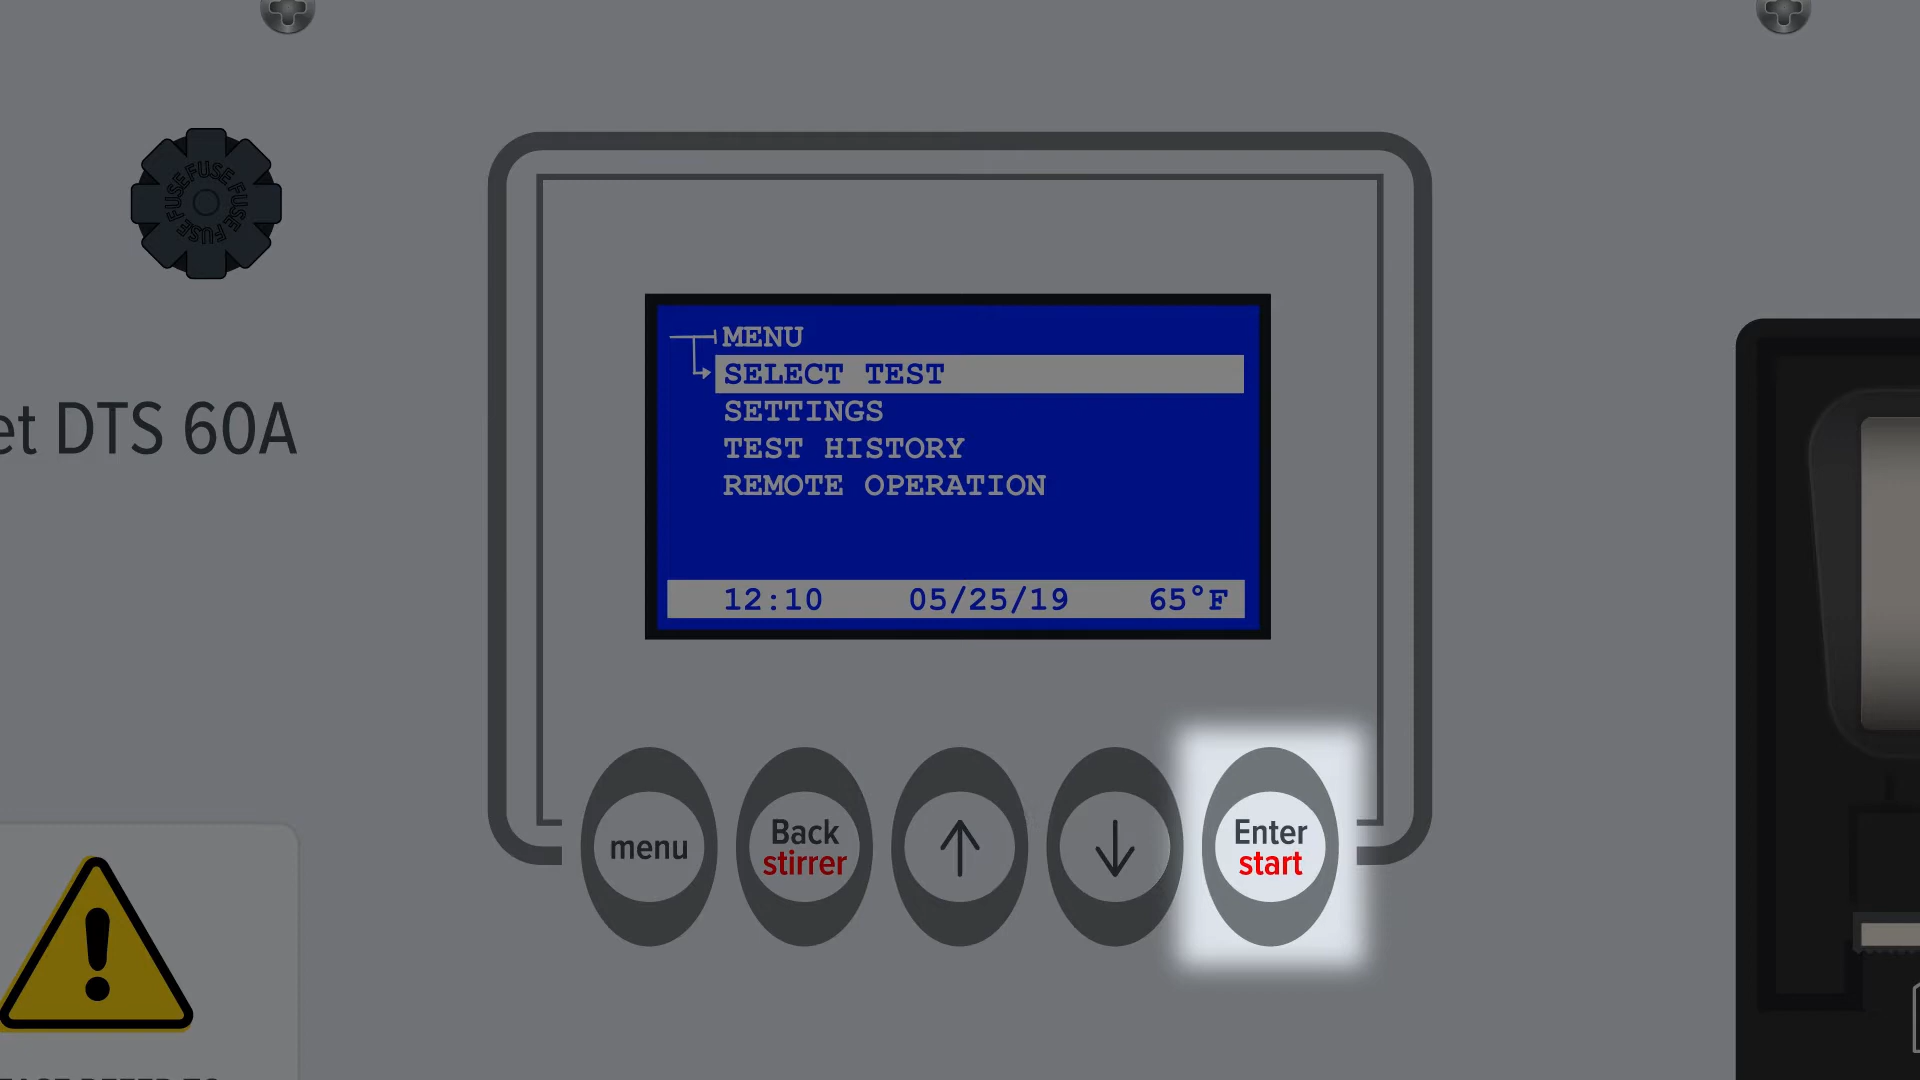 FUSE FUSE FUSE FUSE
et DTS 60A
MENU
SELECT TEST
SETTINGS
TEST HISTORY
REMOTE OPERATION
12:10 05/25/19 65°F
menu
Back
stirrer
↑
↓
Enter
start